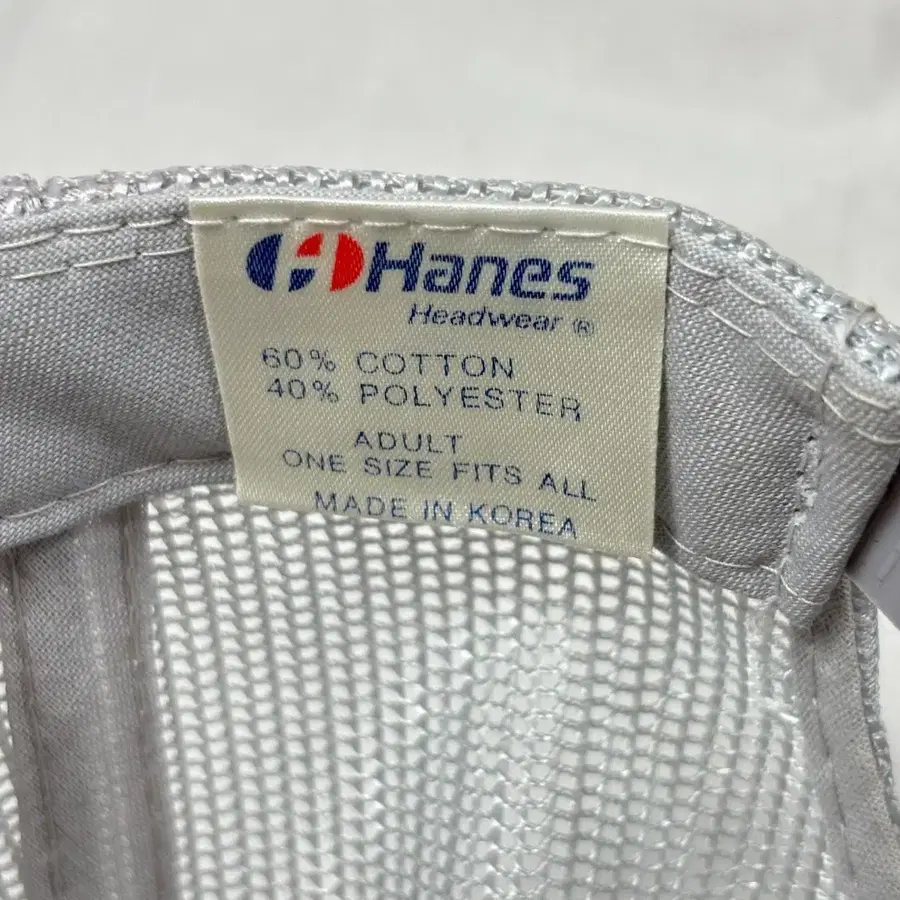 Hanes
Headwear ®
60% COTTON
40% POLYESTER
ADULT
ONE SIZE FITS ALL
MADE IN KOREA